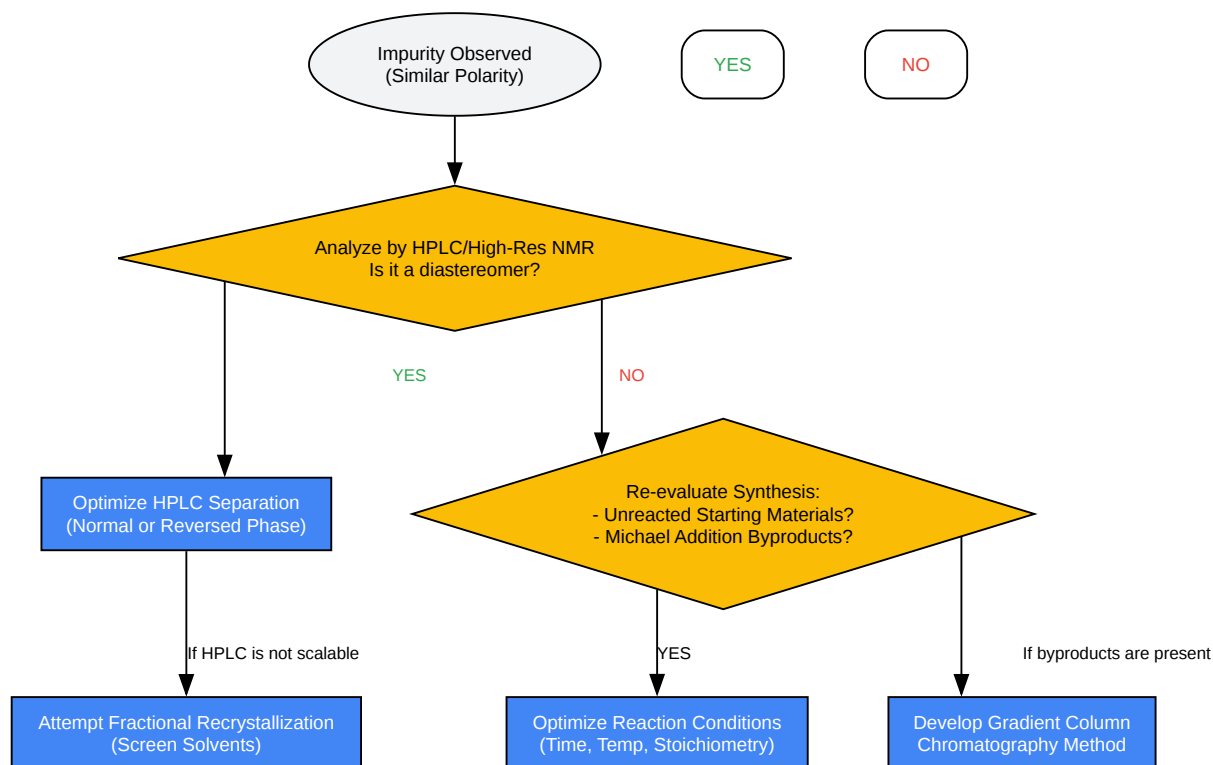 Impurity Observed
(Similar Polarity)
YES
NO
Analyze by HPLC/High-Res NMR
Is it a diastereomer?
YES
NO
Optimize HPLC Separation
(Normal or Reversed Phase)
Re-evaluate Synthesis:
- Unreacted Starting Materials?
- Michael Addition Byproducts?
If HPLC is not scalable
YES
If byproducts are present
Attempt Fractional Recrystallization
(Screen Solvents)
Optimize Reaction Conditions
(Time, Temp, Stoichiometry)
Develop Gradient Column
Chromatography Method